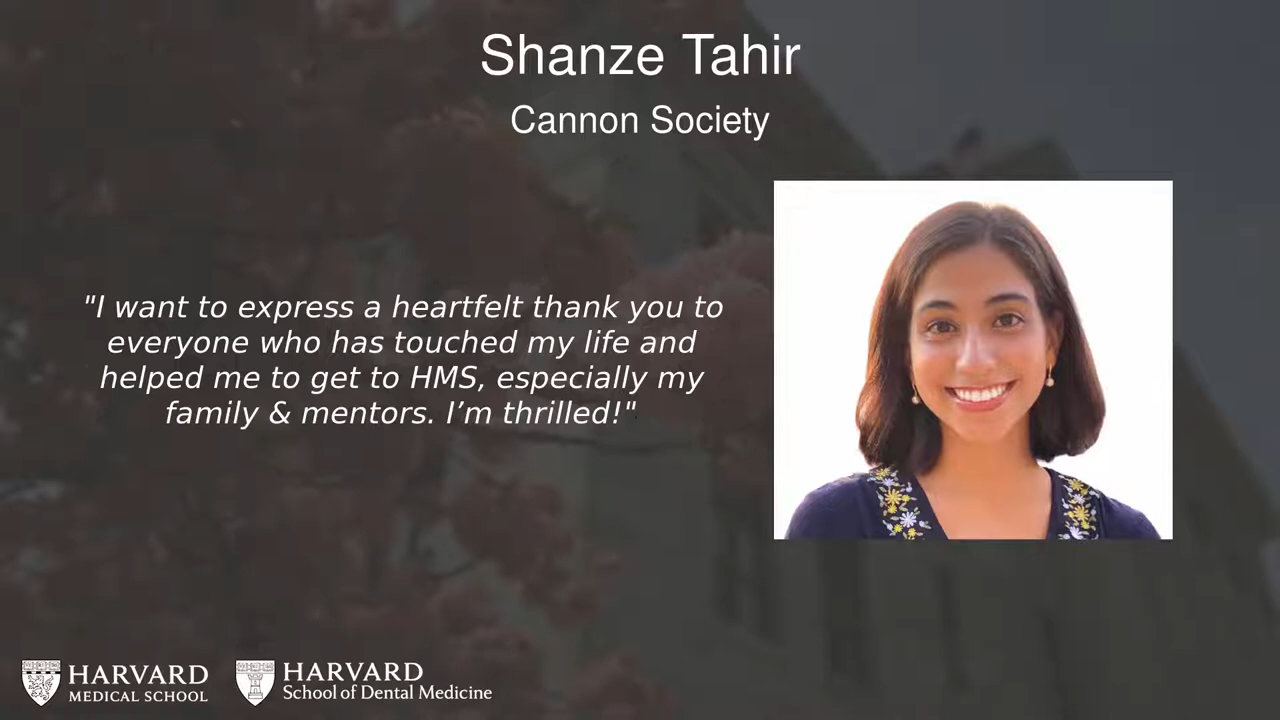 Shanze Tahir
Cannon Society
"I want to express a heartfelt thank you to
everyone who has touched my life and
helped me to get to HMS, especially my
family & mentors. I’m thrilled!"
HARVARD
MEDICAL SCHOOL
HARVARD
School of Dental Medicine